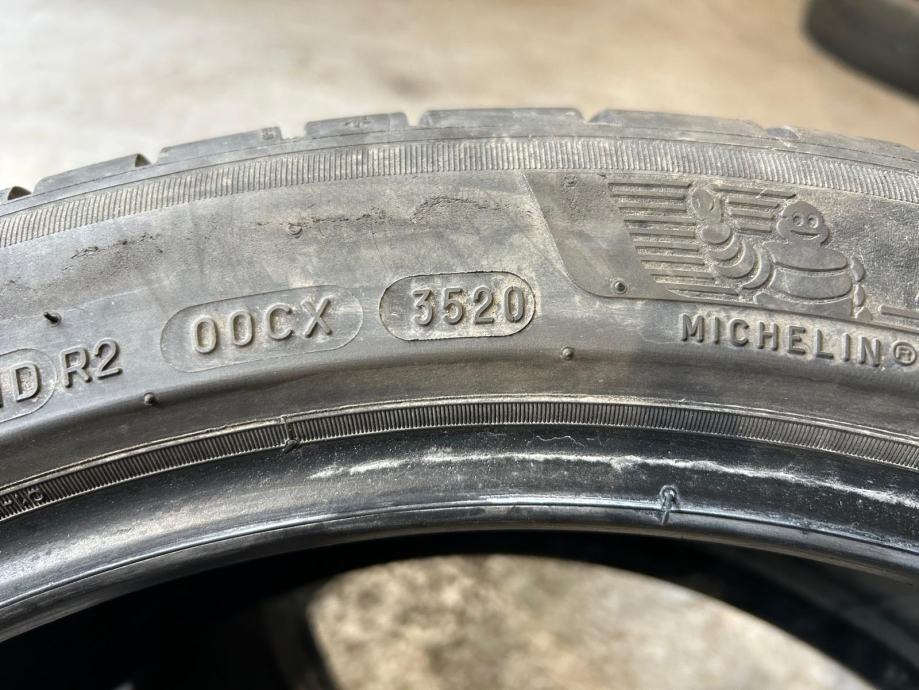 D R2
00CX
3520
MICHELIN®